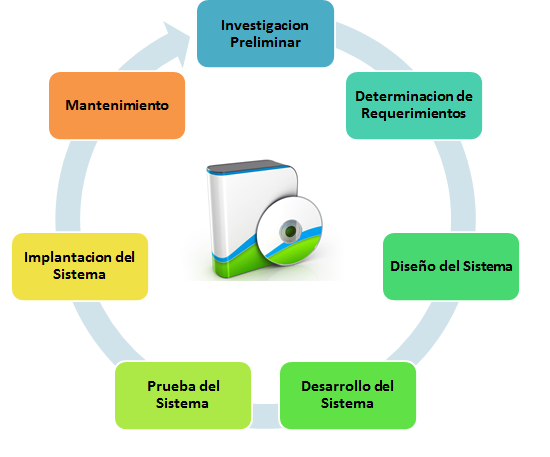 Investigacion
Preliminar
Determinacion de
Requerimientos
Diseño del Sistema
Desarrollo del
Sistema
Prueba del
Sistema
Implantacion del
Sistema
Mantenimiento